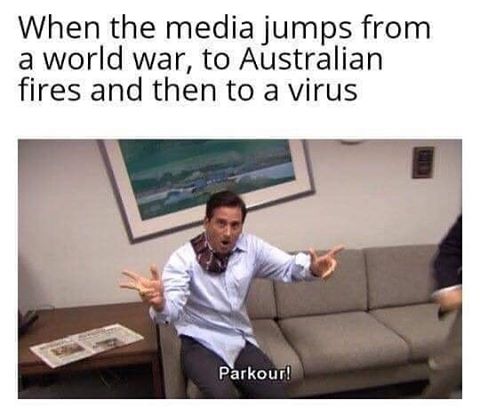 When the media jumps from
a world war, to Australian
fires and then to a virus
Parkour!